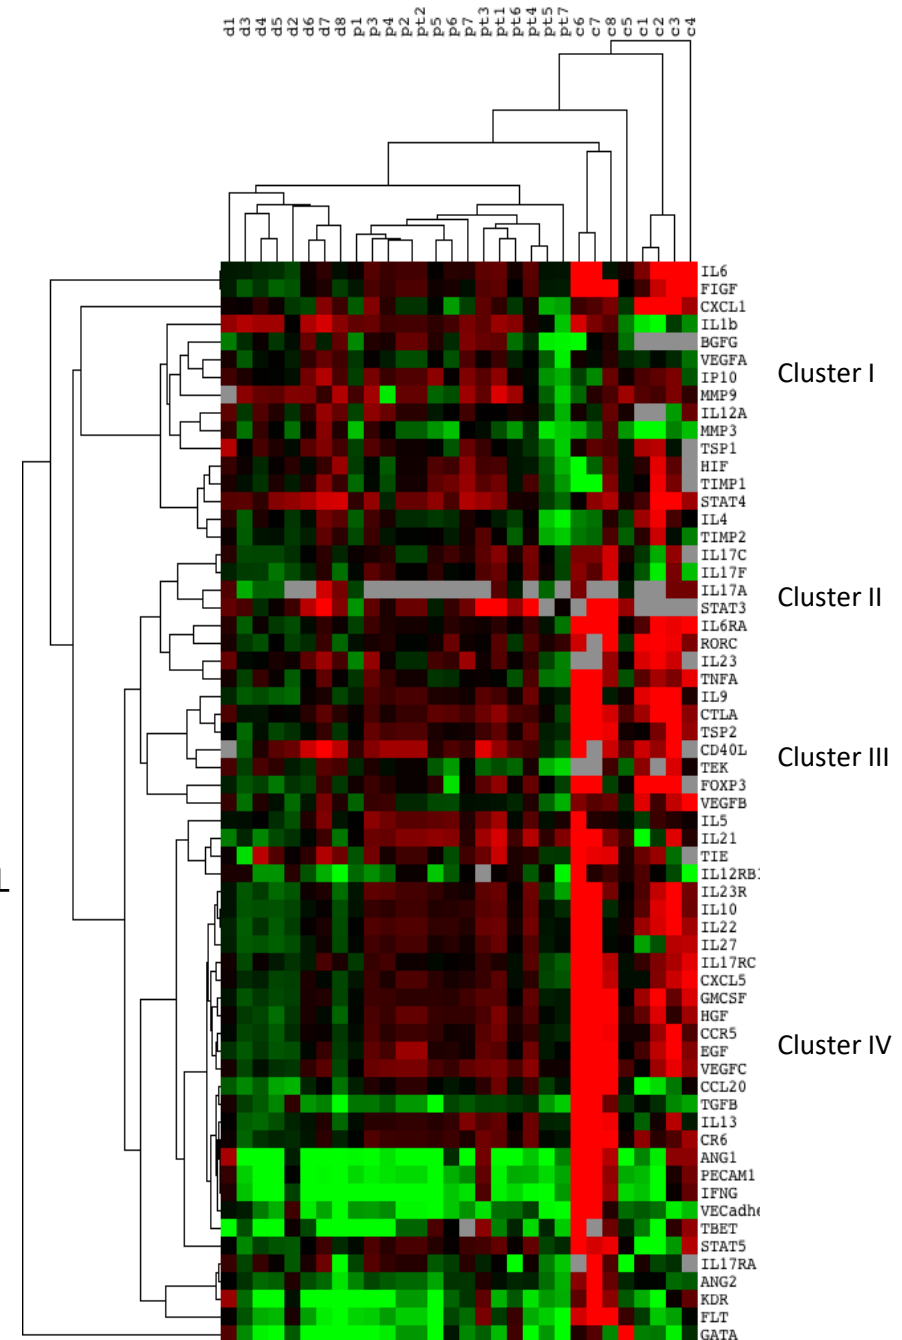 d1 d3 d4 d5 d2 d6 d7 d8 p1 p3 p4 p2 pt2 p5 p6 p7 pt3 pt1 pt6 pt4 pt5 pt7 c6 c7 c8 c5 c1 c2 c3 c4
IL6
FIGF
CXCL1
IL1b
BGFG
VEGFA
Cluster I
IP10
MMP9
IL12A
MMP3
TSP1
HIF
TIMP1
STAT4
IL4
TIMP2
IL17C
IL17F
IL17A
Cluster II
STAT3
IL6RA
RORC
IL23
TNFA
IL9
CTLA
TSP2
CD40L
Cluster III
TEK
FOXP3
VEGFB
IL5
IL21
TIE
IL12RB
IL23R
IL10
IL22
IL27
IL17RC
CXCL5
GMCSF
HGF
CCR5
Cluster IV
EGF
VEGFC
CCL20
TGFB
IL13
CR6
ANG1
PECAM1
IFNG
VECadhe
TBET
STAT5
IL17RA
ANG2
KDR
FLT
GATA